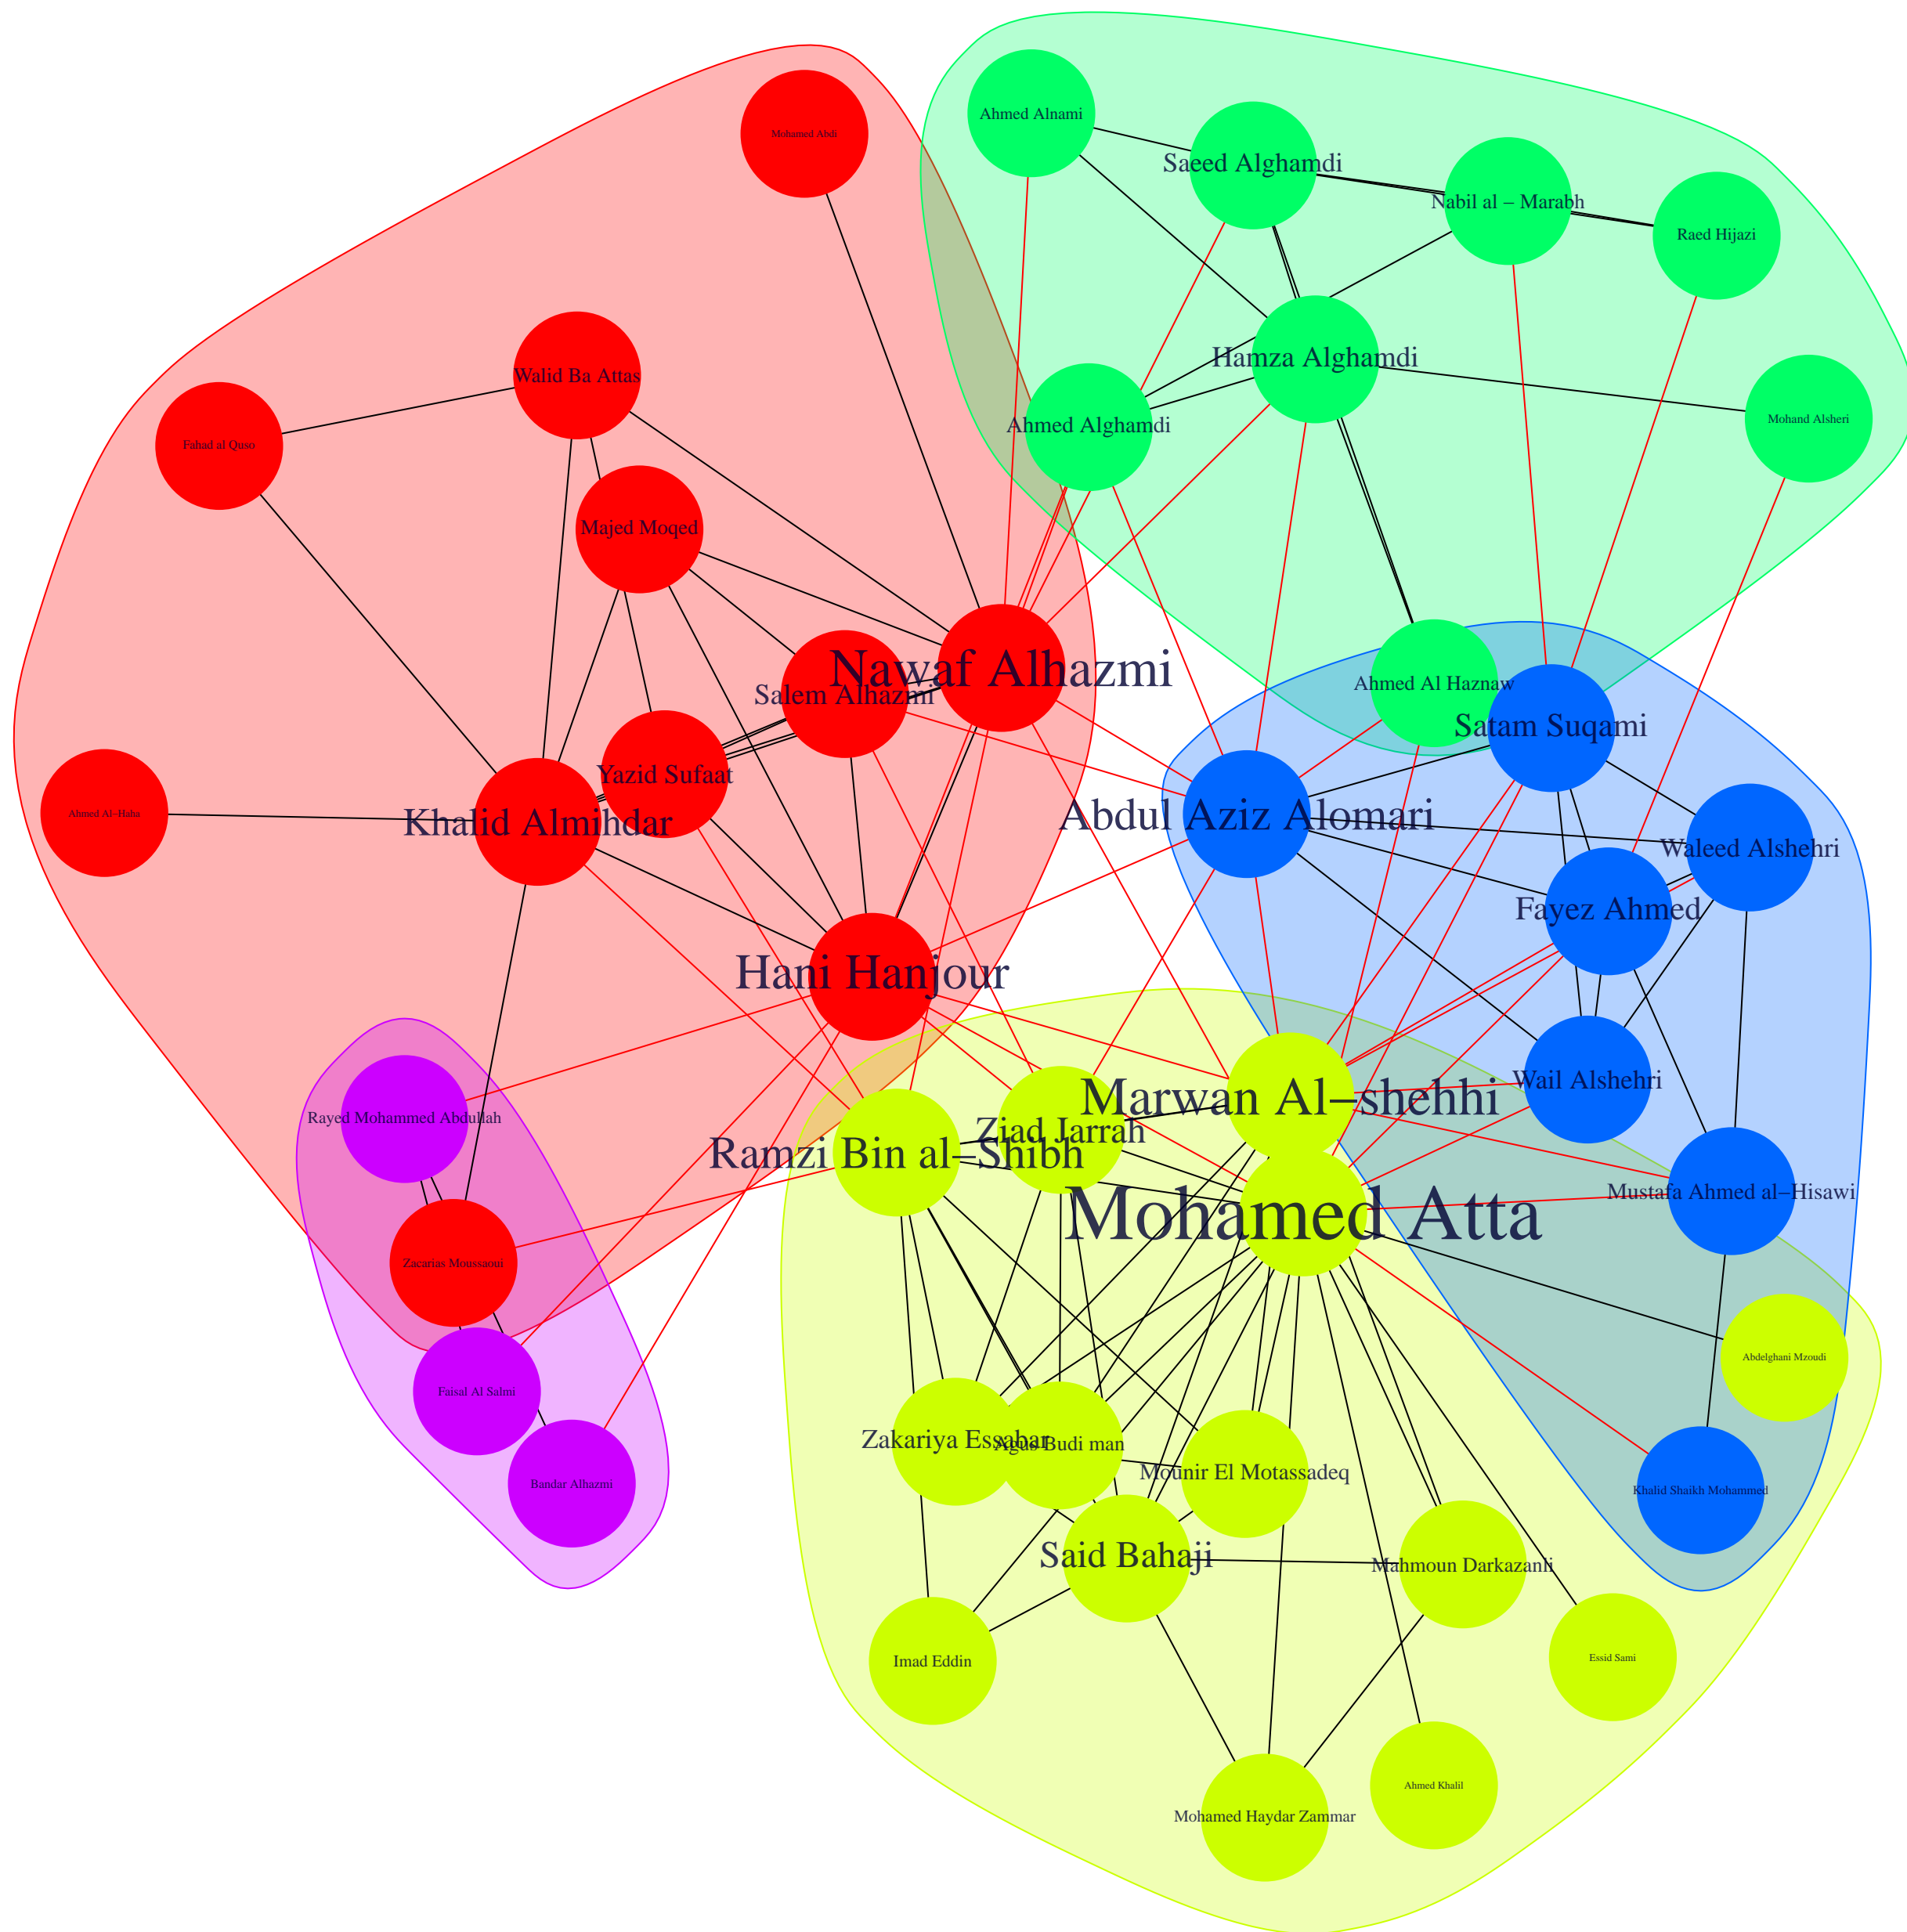 Ahmed Alnami
Mohamed Abdi
Saeed Alghamdi
Nabil al – Marabh
Raed Hijazi
Hamza Alghamdi
Walid Ba Attas
Mohand Alsheri
Ahmed Alghamdi
Fahad al Quso
Majed Moqed
Nawaf Alhazmi
Ahmed Al Haznaw
Salem Alhazmi
Satam Suqami
Yazid Sufaat
Ahmed Al–Haha
Khalid Almihdar
Abdul Aziz Alomari
Waleed Alshehri
Fayez Ahmed
Hani Hanjour
Wail Alshehri
Marwan Al–shehhi
Rayed Mohammed Abdullah
Ziad Jarrah
Ramzi Bin al–Shibh
Mustafa Ahmed al–Hisawi
Mohamed Atta
Zacarias Moussaoui
Abdelghani Mzoudi
Faisal Al Salmi
Zakariya Essabar
Agus Budi man
Mounir El Motassadeq
Bandar Alhazmi
Khalid Shaikh Mohammed
Said Bahaji
Mahmoun Darkazanli
Essid Sami
Imad Eddin
Ahmed Khalil
Mohamed Haydar Zammar